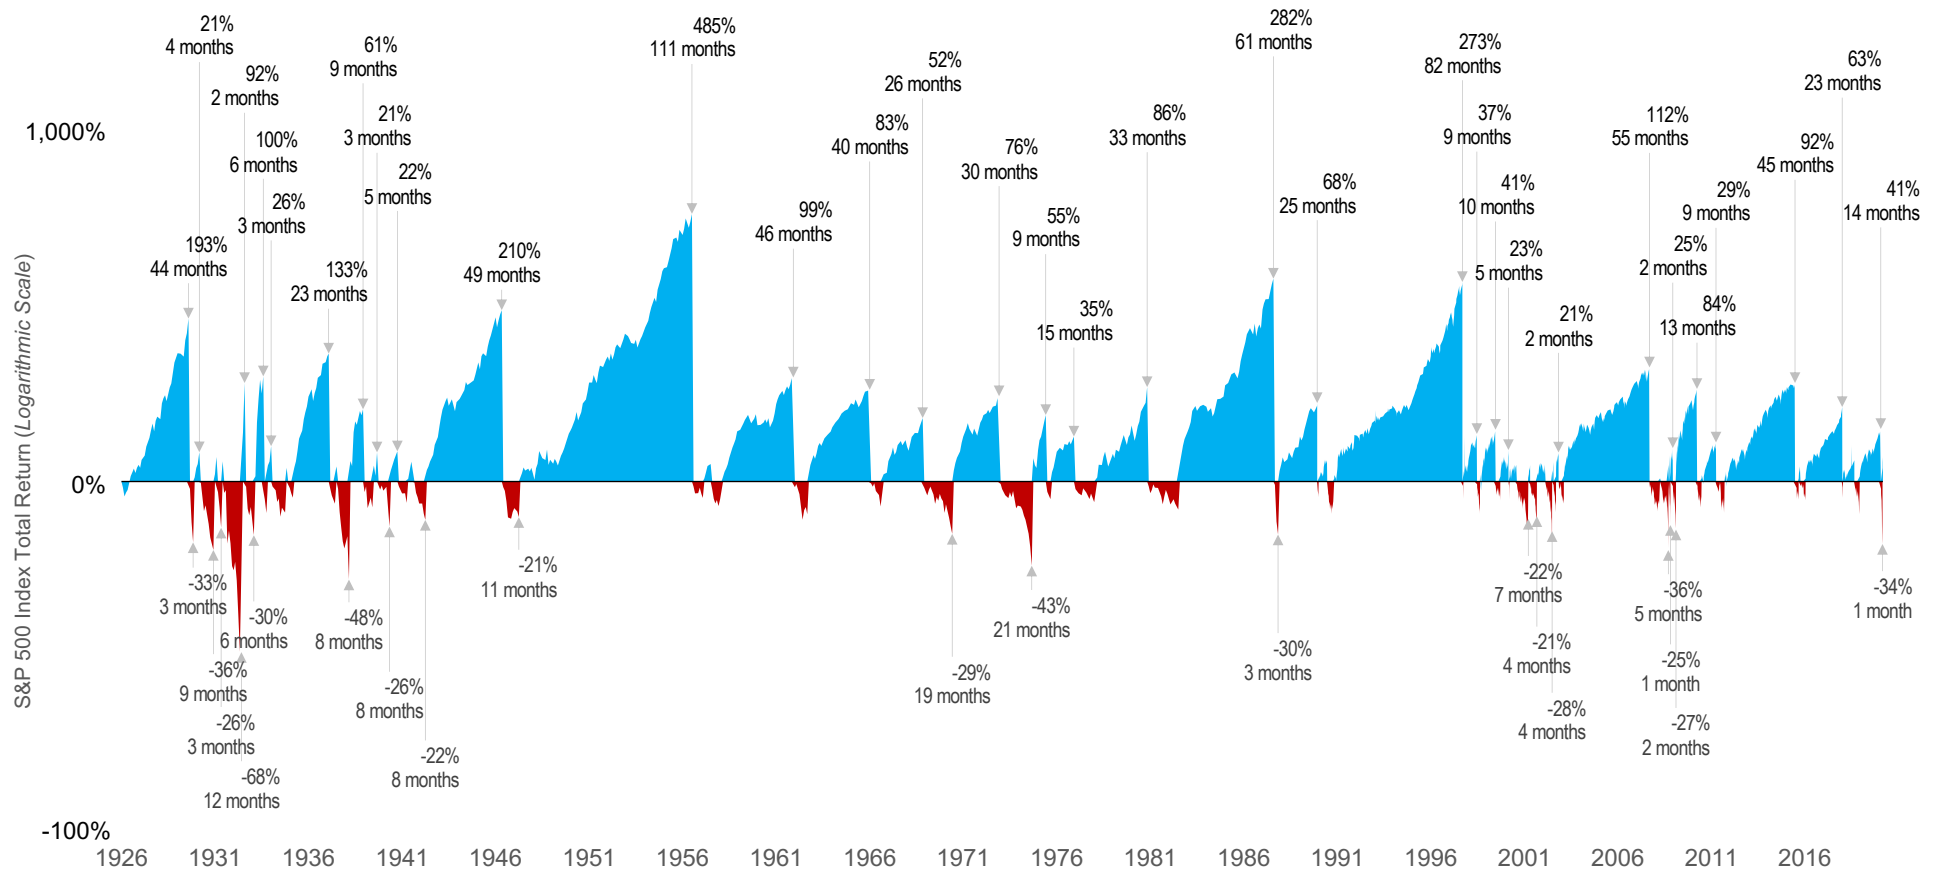 21%
4 months
92%
2 months
100%
6 months
26%
3 months
193%
44 months
133%
23 months
61%
9 months
21%
3 months
22%
5 months
210%
49 months
485%
111 months
99%
46 months
83%
40 months
52%
26 months
76%
30 months
55%
9 months
35%
15 months
86%
33 months
282%
61 months
68%
25 months
273%
82 months
37%
9 months
41%
10 months
23%
5 months
21%
2 months
112%
55 months
25%
2 months
84%
13 months
29%
9 months
92%
45 months
63%
23 months
41%
14 months
1,000%
0%
-100%
S&P 500 Index Total Return (Logarithmic Scale)
-33%
3 months
-36%
9 months
-26%
3 months
-68%
12 months
-30%
6 months
-48%
8 months
-26%
8 months
-22%
8 months
-21%
11 months
-29%
19 months
-43%
21 months
-30%
3 months
-22%
7 months
-21%
4 months
-28%
4 months
-36%
5 months
-25%
1 month
-27%
2 months
-34%
1 month
1926
1931
1936
1941
1946
1951
1956
1961
1966
1971
1976
1981
1986
1991
1996
2001
2006
2011
2016